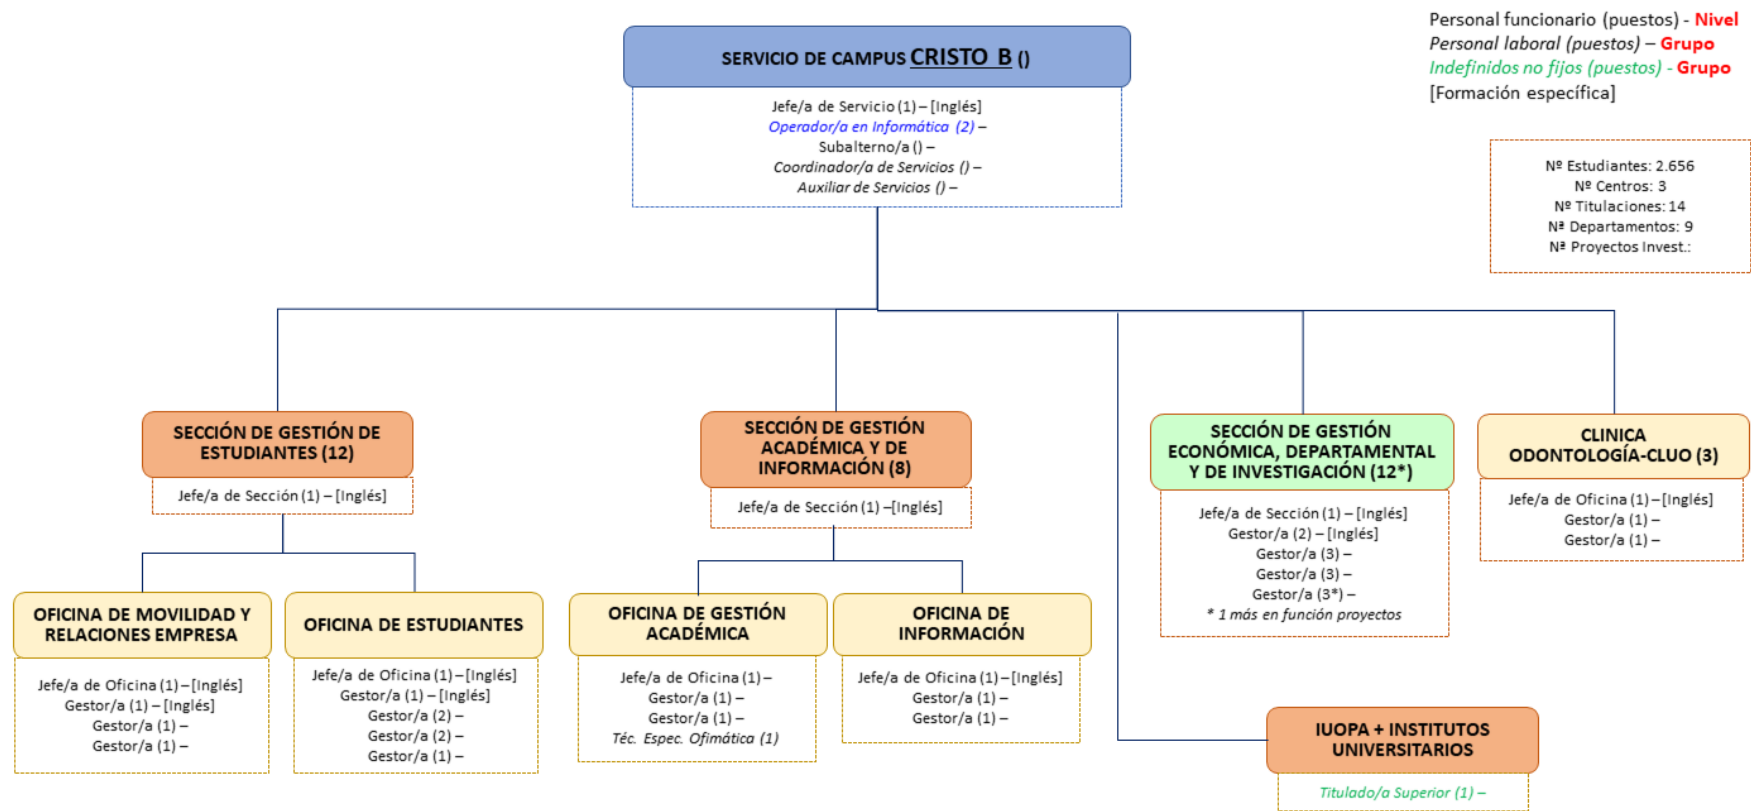 Personal funcionario (puestos) - Nivel
Personal laboral (puestos) – Grupo
Indefinidos no fijos (puestos) - Grupo
[Formación específica]
SERVICIO DE CAMPUS CRISTO B ()
Jefe/a de Servicio (1) – [Inglés]
Operador/a en Informática (2) –
Subalterno/a () –
Coordinador/a de Servicios () –
Auxiliar de Servicios () –
Nº Estudiantes: 2.656
Nº Centros: 3
Nº Titulaciones: 14
Nª Departamentos: 9
Nª Proyectos Invest.:
SECCIÓN DE GESTIÓN DE
ESTUDIANTES (12)
Jefe/a de Sección (1) – [Inglés]
SECCIÓN DE GESTIÓN
ACADÉMICA Y DE
INFORMACIÓN (8)
Jefe/a de Sección (1) –[Inglés]
SECCIÓN DE GESTIÓN
ECONÓMICA, DEPARTAMENTAL
Y DE INVESTIGACIÓN (12*)
Jefe/a de Sección (1) – [Inglés]
Gestor/a (2) – [Inglés]
Gestor/a (3) –
Gestor/a (3) –
Gestor/a (3*) –
* 1 más en función proyectos
CLINICA
ODONTOLOGÍA-CLUO (3)
Jefe/a de Oficina (1) – [Inglés]
Gestor/a (1) –
Gestor/a (1) –
OFICINA DE MOVILIDAD Y
RELACIONES EMPRESA
Jefe/a de Oficina (1) – [Inglés]
Gestor/a (1) – [Inglés]
Gestor/a (1) –
Gestor/a (1) –
OFICINA DE ESTUDIANTES
Jefe/a de Oficina (1) – [Inglés]
Gestor/a (1) – [Inglés]
Gestor/a (2) –
Gestor/a (2) –
Gestor/a (1) –
OFICINA DE GESTIÓN
ACADÉMICA
Jefe/a de Oficina (1) –
Gestor/a (1) –
Gestor/a (1) –
Téc. Espec. Ofimática (1)
OFICINA DE
INFORMACIÓN
Jefe/a de Oficina (1) – [Inglés]
Gestor/a (1) –
Gestor/a (1) –
IUOPA + INSTITUTOS
UNIVERSITARIOS
Titulado/a Superior (1) –